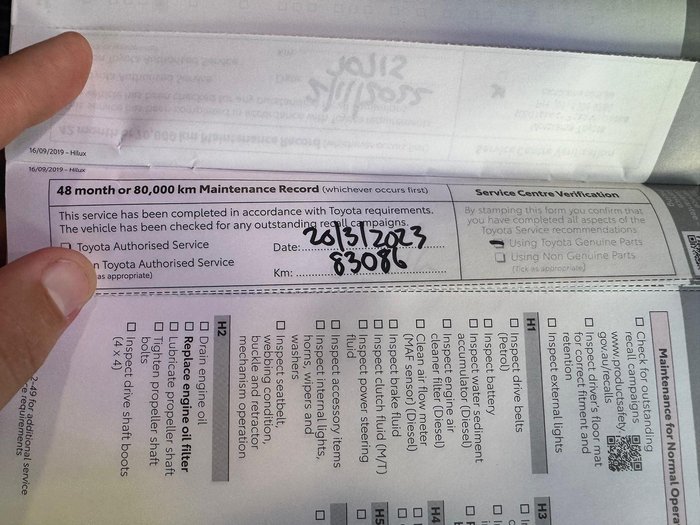 16/09/2019 – Hilux
16/09/2019 – Hilux
48 month or 80,000 km Maintenance Record (whichever occurs first)
This service has been completed in accordance with Toyota requirements.
The vehicle has been checked for any outstanding recall campaigns
Toyota Authorised Service
n Toyota Authorised Service
as appropriate)
Date: 20/3/2023
Km: 83086
Service Centre Verification
By stamping this form you confirm that
you have completed all aspects of the
Toyota Service recommendations
Using Toyota Genuine Parts
Using Non Genuine Parts
(Tick as appropriate)
Maintenance for Normal Opera
Check for outstanding
recall campaigns
www.productsafety.
gov.au/recalls
Inspect driver's floor mat
for correct fitment and
retention
Inspect external lights
H1
Inspect drive belts
(Petrol)
Inspect battery
Inspect water sediment
accumulator (Diesel)
Inspect engine air
cleaner filter (Diesel)
Clean air flow meter
(MAF sensor) (Diesel)
Inspect brake fluid
Inspect clutch fluid (M/T)
Inspect power steering
fluid
Inspect accessory items
Inspect internal lights,
horns, wipers and
washers
Inspect seatbelt,
webbing condition,
buckle and retractor
mechanism operation
H2
Drain engine oil
Replace engine oil filter
Lubricate propeller shaft
Tighten propeller shaft
bolts
Inspect drive shaft boots
(4 x 4)
H3
H4
H5
2-49 For additional service
requirements